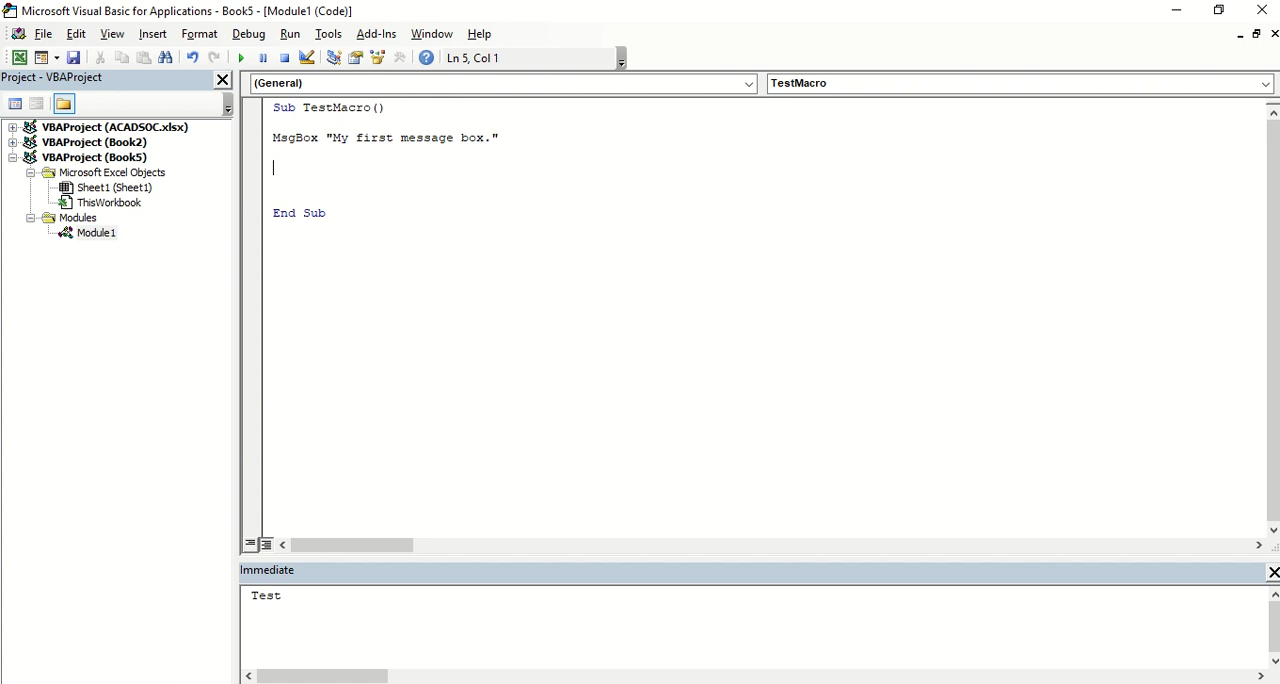 Microsoft Visual Basic for Applications - Book5 - [Module1 (Code)]
File Edit View Insert Format Debug Run Tools Add-Ins Window Help
Ln 5, Col 1
Project - VBAProject
(General) TestMacro
VBAProject (ACADSOC.xlsx)
VBAProject (Book2)
VBAProject (Book5)
Microsoft Excel Objects
Sheet1 (Sheet1)
ThisWorkbook
Modules
Module1
Sub TestMacro()
MsgBox "My first message box."
End Sub
Immediate
Test